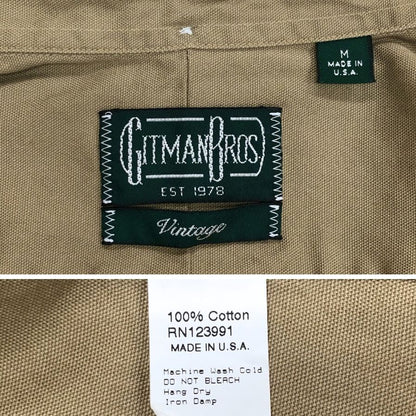 M
MADE IN
U.S.A.
GITMAN BROS
EST 1978
Vintage
100% Cotton
RN123991
MADE IN U.S.A.
Machine Wash Cold
DO NOT BLEACH
Hang Dry
Iron Damp